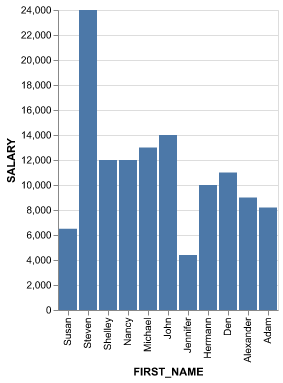 24,000
22,000
20,000
18,000
16,000
14,000
12,000
10,000
8,000
6,000
4,000
2,000
0
SALARY
Susan
Steven
Shelley
Nancy
Michael
John
Jennifer
Hermann
Den
Alexander
Adam
FIRST_NAME